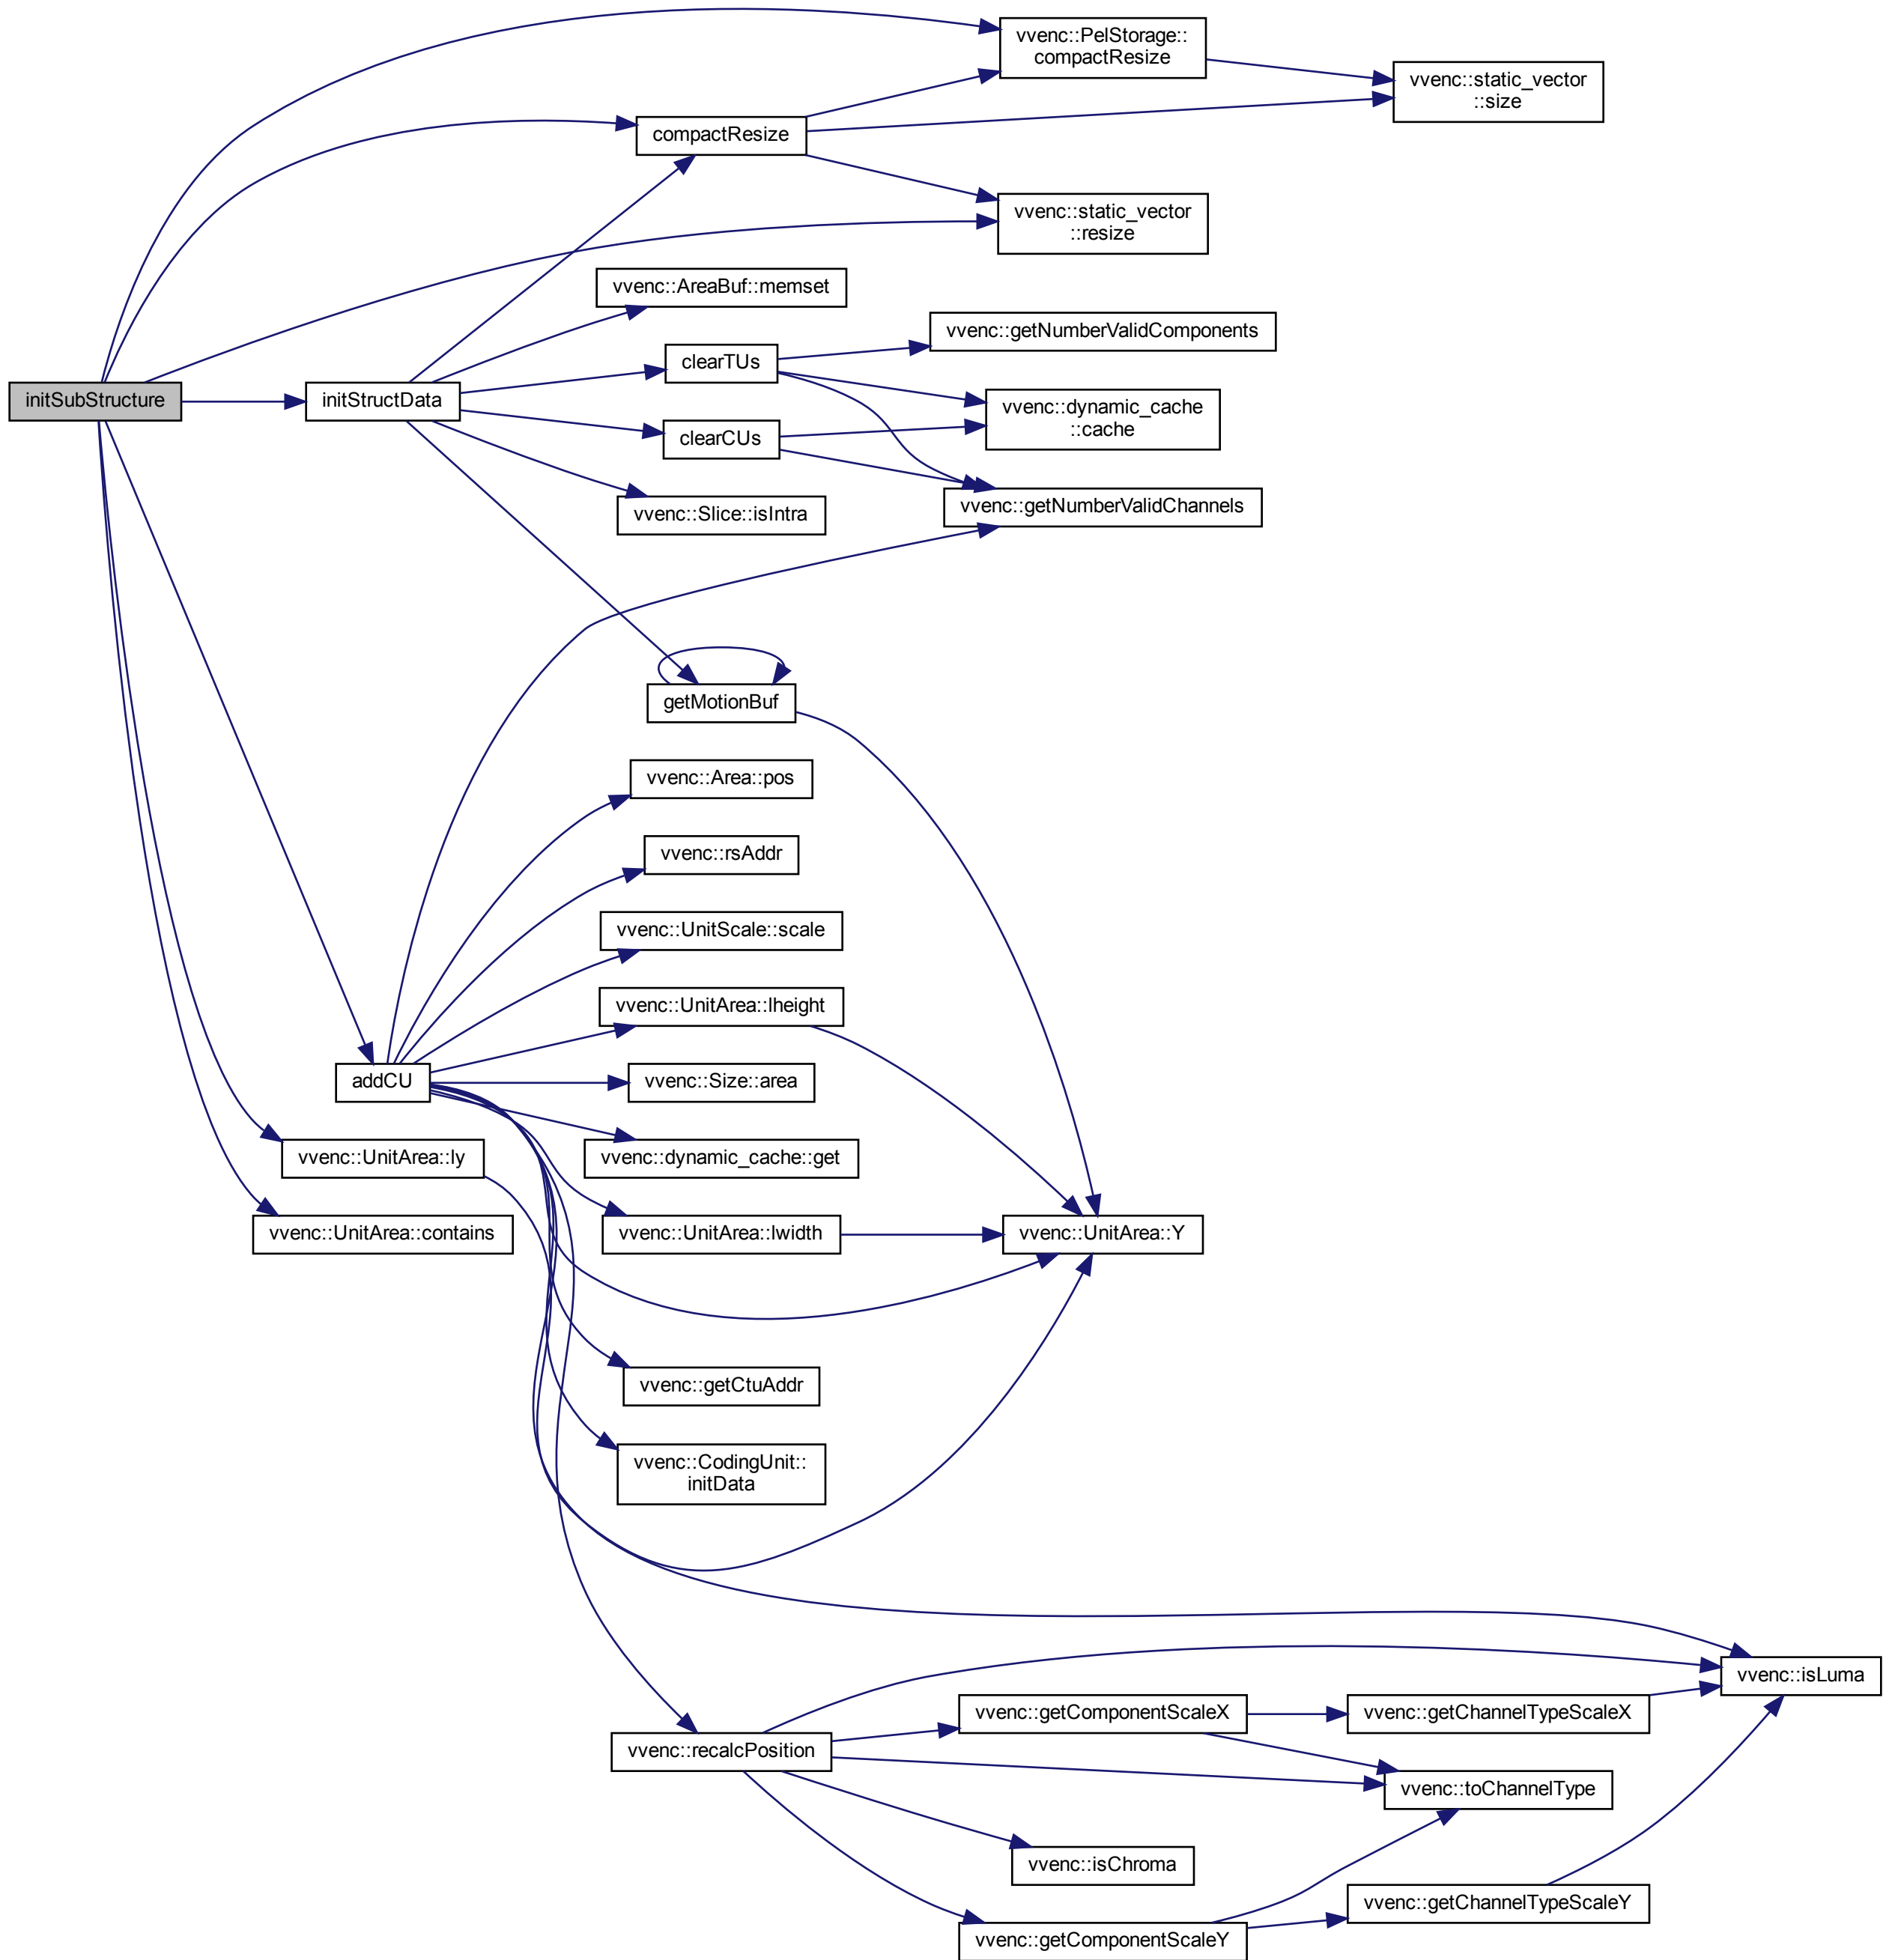 vvenc::PelStorage::
compactResize
vvenc::static_vector
::size
compactResize
vvenc::static_vector
::resize
vvenc::AreaBuf::memset
vvenc::getNumberValidComponents
clearTUs
initSubStructure
initStructData
vvenc::dynamic_cache
::cache
clearCUs
vvenc::getNumberValidChannels
vvenc::Slice::isIntra
getMotionBuf
vvenc::Area::pos
vvenc::rsAddr
vvenc::UnitScale::scale
vvenc::UnitArea::lheight
addCU
vvenc::Size::area
vvenc::UnitArea::ly
vvenc::dynamic_cache::get
vvenc::UnitArea::contains
vvenc::UnitArea::lwidth
vvenc::UnitArea::Y
vvenc::getCtuAddr
vvenc::CodingUnit::
initData
vvenc::isLuma
vvenc::getComponentScaleX
vvenc::getChannelTypeScaleX
vvenc::recalcPosition
vvenc::toChannelType
vvenc::isChroma
vvenc::getChannelTypeScaleY
vvenc::getComponentScaleY